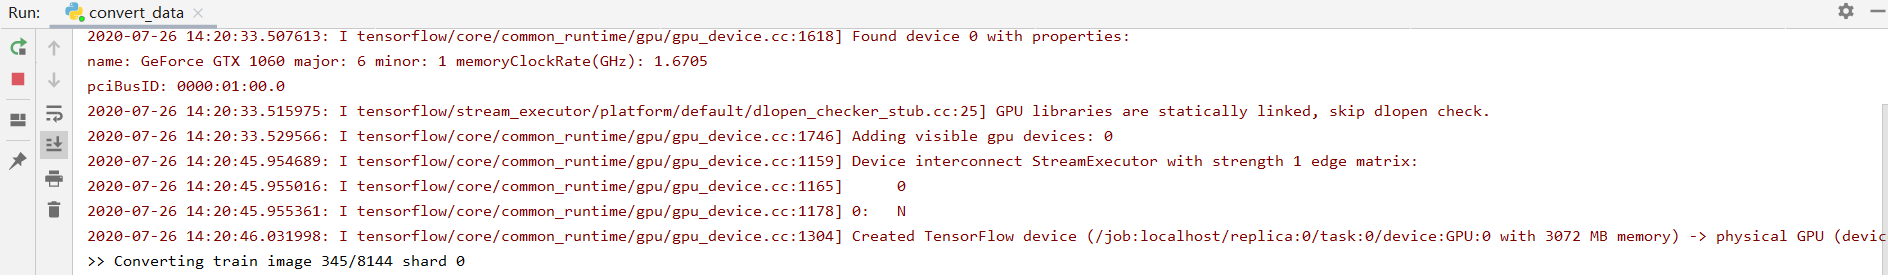 Run: convert_data
2020-07-26 14:20:33.507613: I tensorflow/core/common_runtime/gpu/gpu_device.cc:1618] Found device 0 with properties:
name: GeForce GTX 1060 major: 6 minor: 1 memoryClockRate(GHz): 1.6705
pciBusID: 0000:01:00.0
2020-07-26 14:20:33.515975: I tensorflow/stream_executor/platform/default/dlopen_checker_stub.cc:25] GPU libraries are statically linked, skip dlopen check.
2020-07-26 14:20:33.529566: I tensorflow/core/common_runtime/gpu/gpu_device.cc:1746] Adding visible gpu devices: 0
2020-07-26 14:20:45.954689: I tensorflow/core/common_runtime/gpu/gpu_device.cc:1159] Device interconnect StreamExecutor with strength 1 edge matrix:
2020-07-26 14:20:45.955016: I tensorflow/core/common_runtime/gpu/gpu_device.cc:1165]      0
2020-07-26 14:20:45.955361: I tensorflow/core/common_runtime/gpu/gpu_device.cc:1178] 0:   N
2020-07-26 14:20:46.031998: I tensorflow/core/common_runtime/gpu/gpu_device.cc:1304] Created TensorFlow device (/job:localhost/replica:0/task:0/device:GPU:0 with 3072 MB memory) -> physical GPU (devic
>> Converting train image 345/8144 shard 0